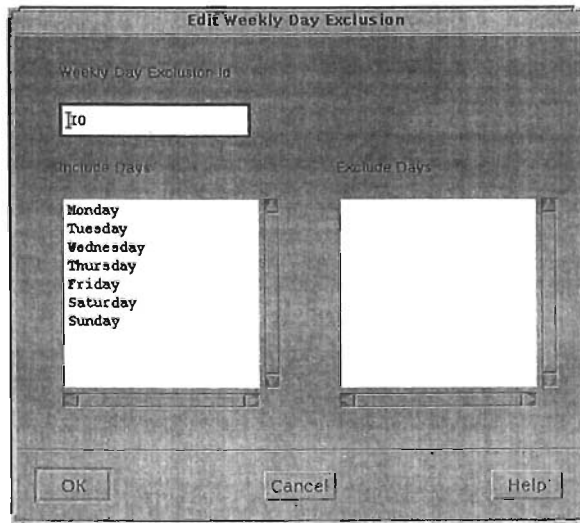 Edit Weekly Day Exclusion
Weekly Day Exclusion Id
IO
Include Days
Exclude Days
Monday
Tuesday
Wednesday
Thursday
Friday
Saturday
Sunday
OK
Cancel
Help